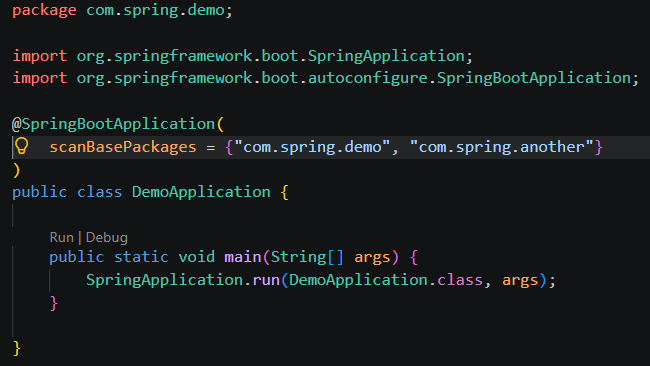 package com.spring.demo;
import org.springframework.boot.SpringApplication;
import org.springframework.boot.autoconfigure.SpringBootApplication;
@SpringBootApplication(
scanBasePackages = {"com.spring.demo", "com.spring.another"}
)
public class DemoApplication {
Run | Debug
public static void main(String[] args) {
SpringApplication.run(DemoApplication.class, args);
}
}